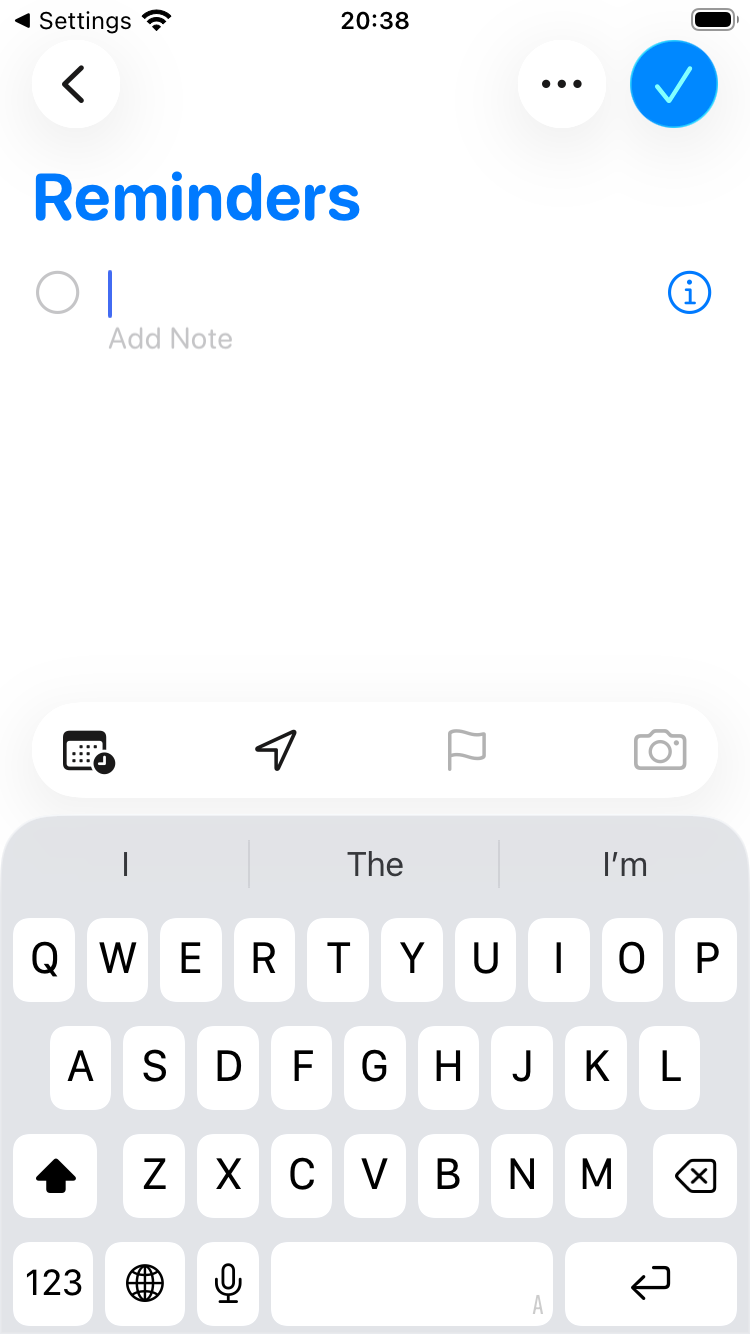 Settings 20:38
Reminders
Add Note
I The I’m
Q W E R T Y U I O P
A S D F G H J K L
Z X C V B N M
123 A